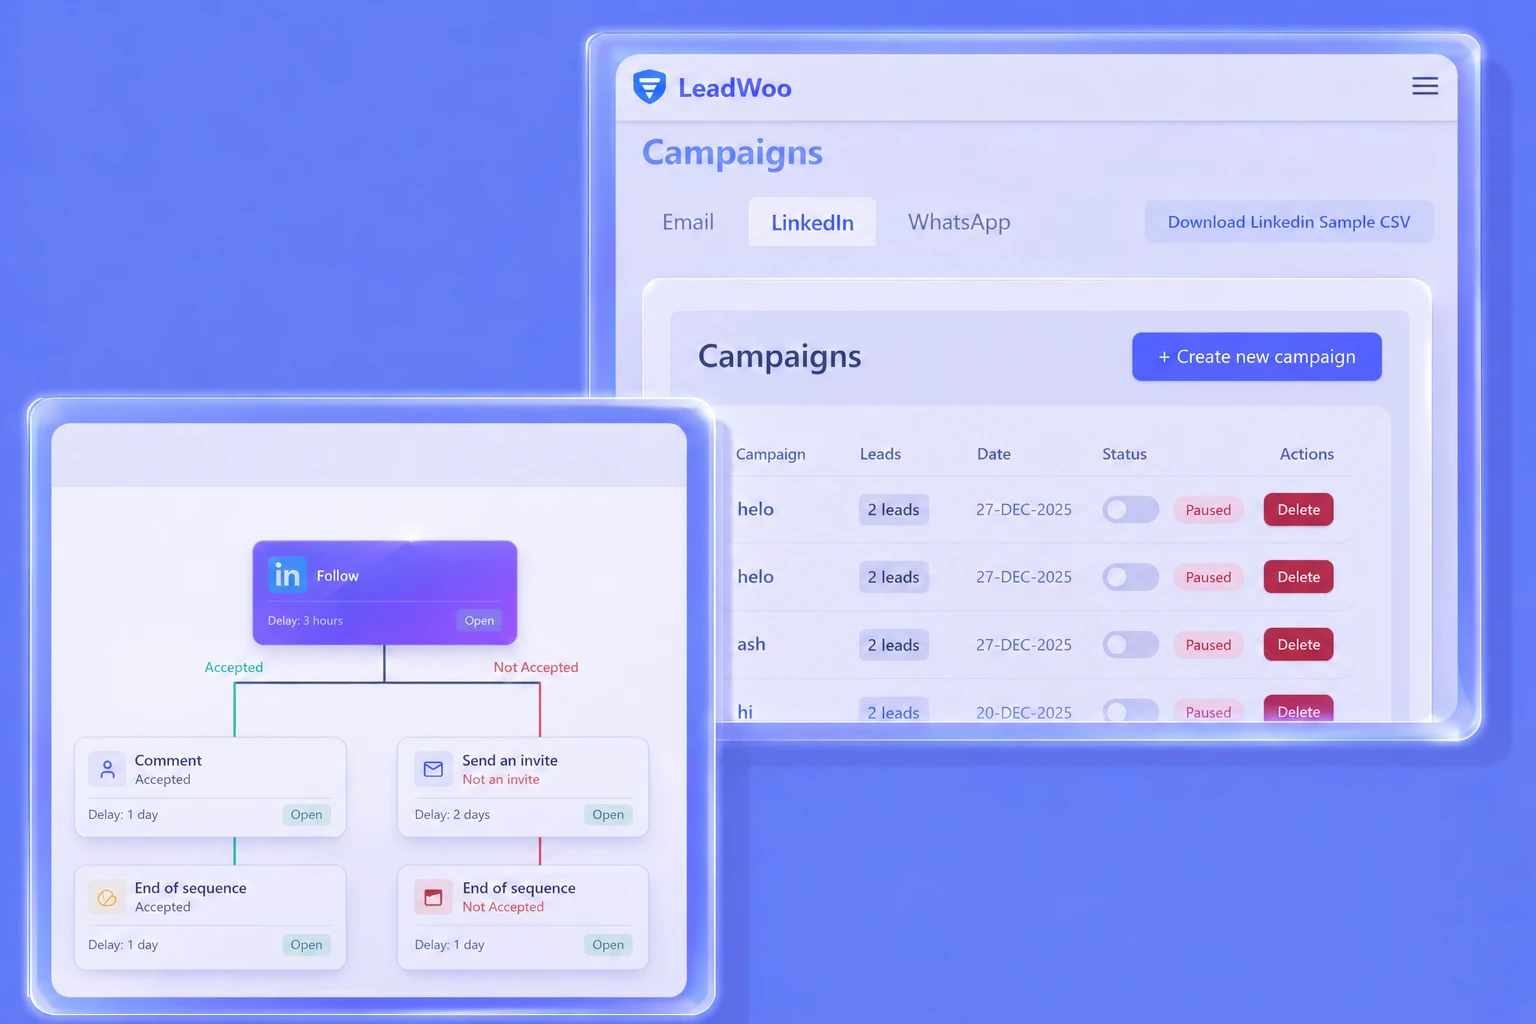 LeadWoo
Campaigns
Email LinkedIn WhatsApp Download Linkedin Sample CSV
Campaigns + Create new campaign
Campaign Leads Date Status Actions
helo 2 leads 27-DEC-2025 Paused Delete
helo 2 leads 27-DEC-2025 Paused Delete
ash 2 leads 27-DEC-2025 Paused Delete
hi 2 leads 20-DEC-2025 Paused Delete
in Follow
Delay: 3 hours Open
Accepted Not Accepted
Comment
Accepted
Delay: 1 day Open
Send an invite
Not an invite
Delay: 2 days Open
End of sequence
Accepted
Delay: 1 day Open
End of sequence
Not Accepted
Delay: 1 day Open